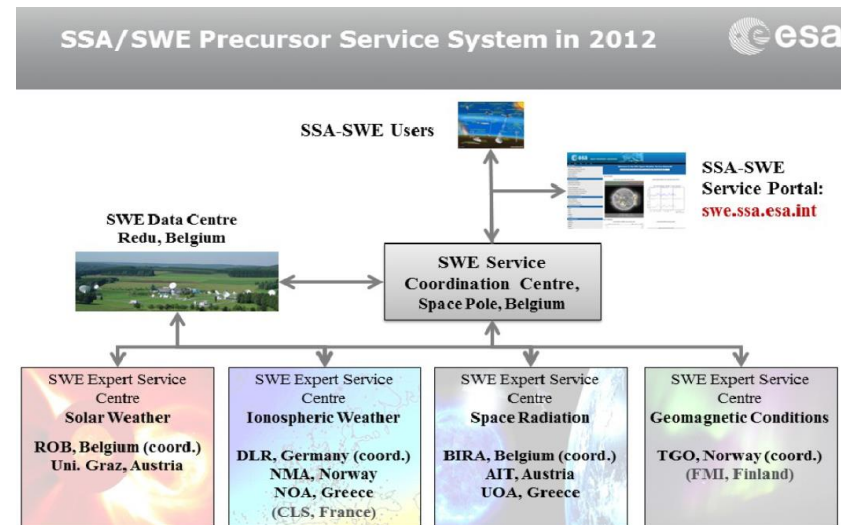 SSA/SWE Precursor Service System in 2012
esa
SSA-SWE Users
SSA-SWE
Service Portal:
swe.ssa.esa.int
SWE Data Centre
Redu, Belgium
SWE Service
Coordination Centre,
Space Pole, Belgium
SWE Expert Service
Centre
Solar Weather
ROB, Belgium (coord.)
Uni. Graz, Austria
SWE Expert Service
Centre
Ionospheric Weather
DLR, Germany (coord.)
NMA, Norway
NOA, Greece
(CLS, France)
SWE Expert Service
Centre
Space Radiation
BIRA, Belgium (coord.)
AIT, Austria
UOA, Greece
SWE Expert Service
Centre
Geomagnetic Conditions
TGO, Norway (coord.)
(FMI, Finland)